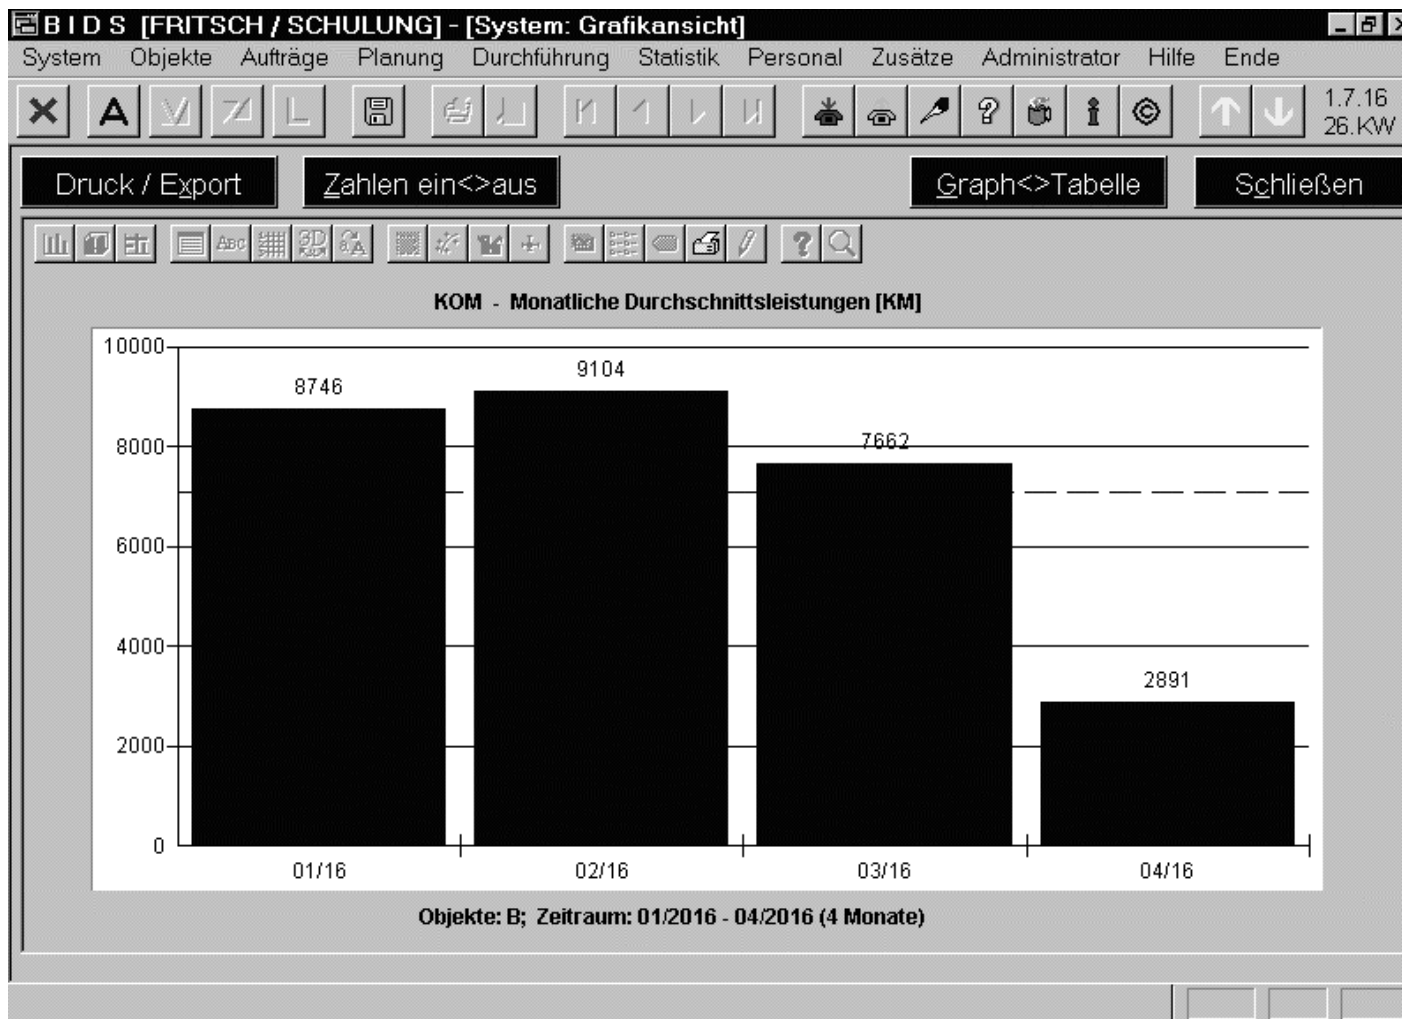 B I D S [FRITSCH / SCHULUNG] - [System: Grafikansicht]
System Objekte Aufträge Planung Durchführung Statistik Personal Zusätze Administrator Hilfe Ende
A
1.7.16
26.KW
Druck / Export Zahlen ein<>aus Graph<>Tabelle Schließen
ABC 3D
KOM - Monatliche Durchschnittsleistungen [KM]
10000
9104
8746
8000
7662
6000
4000
2891
2000
0
01/16 02/16 03/16 04/16
Objekte: B; Zeitraum: 01/2016 - 04/2016 (4 Monate)